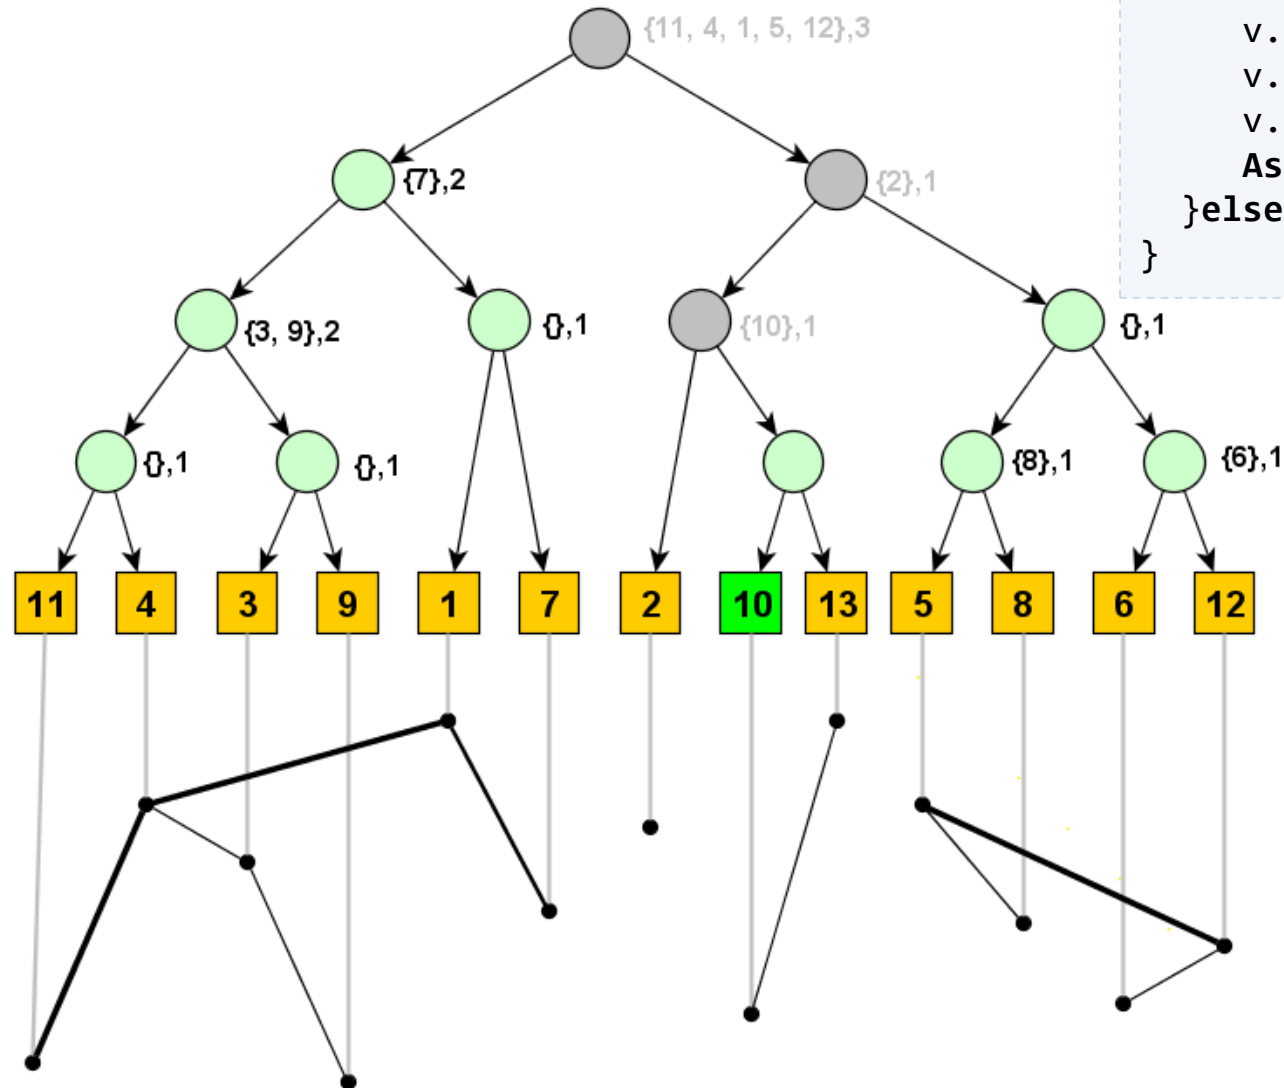 {11, 4, 1, 5, 12},3
v.
v.
v.
As
}else
}
{7},2
{2},1
{3, 9},2
{},1
{10},1
{},1
{},1
{},1
{8},1
{6},1
11 4 3 9 1 7 2 10 13 5 8 6 12